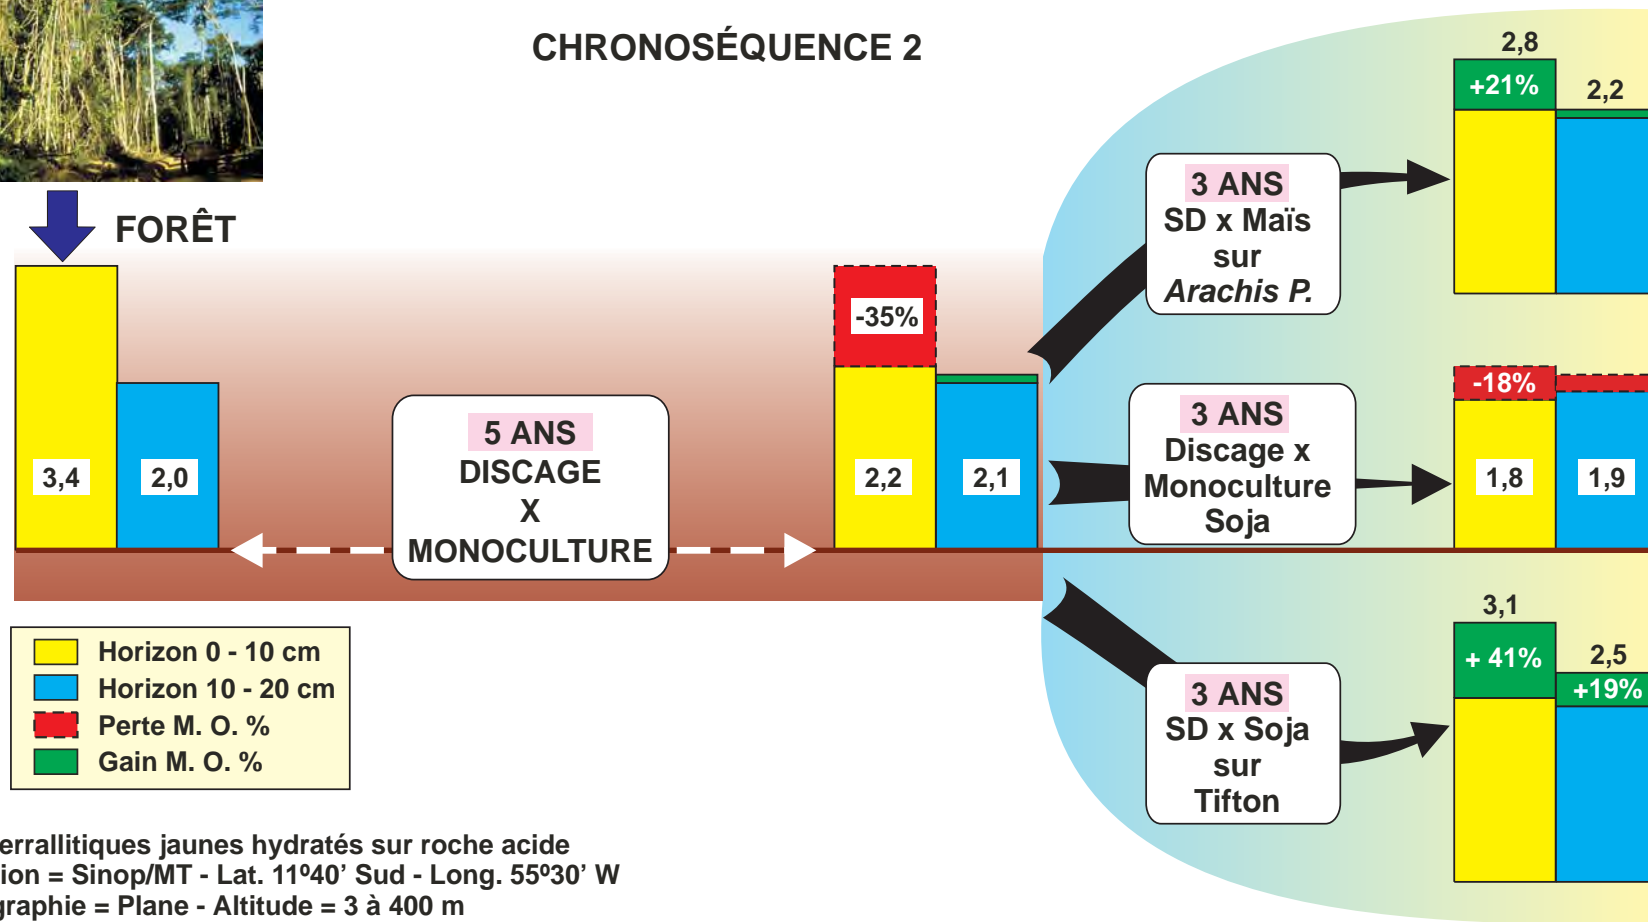 CHRONOSÉQUENCE 2
FORÊT
3,4
2,0
5 ANS
DISCAGE
X
MONOCULTURE
-35%
2,2
2,1
3 ANS
SD x Maïs
sur
Arachis P.
2,8
+21%
2,2
3 ANS
Discage x
Monoculture
Soja
-18%
1,8
1,9
3 ANS
SD x Soja
sur
Tifton
3,1
+ 41%
2,5
+19%
Horizon 0 - 10 cm
Horizon 10 - 20 cm
Perte M. O. %
Gain M. O. %
errallitiques jaunes hydratés sur roche acide
ion = Sinop/MT - Lat. 11º40’ Sud - Long. 55º30’ W
graphie = Plane - Altitude = 3 à 400 m